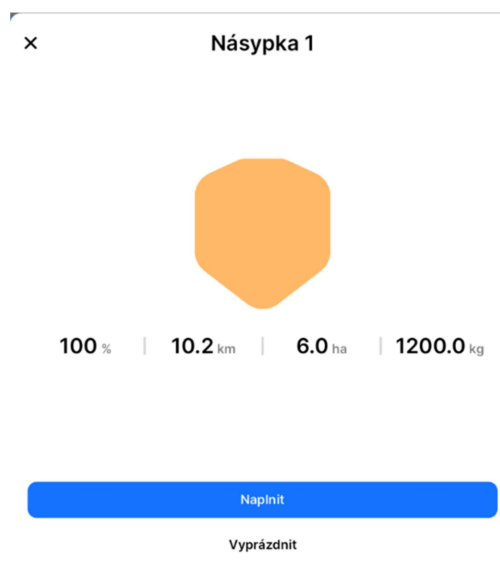 × Násypka 1
100 % | 10.2 km | 6.0 ha | 1200.0 kg
Naplnit
Vyprázdnit